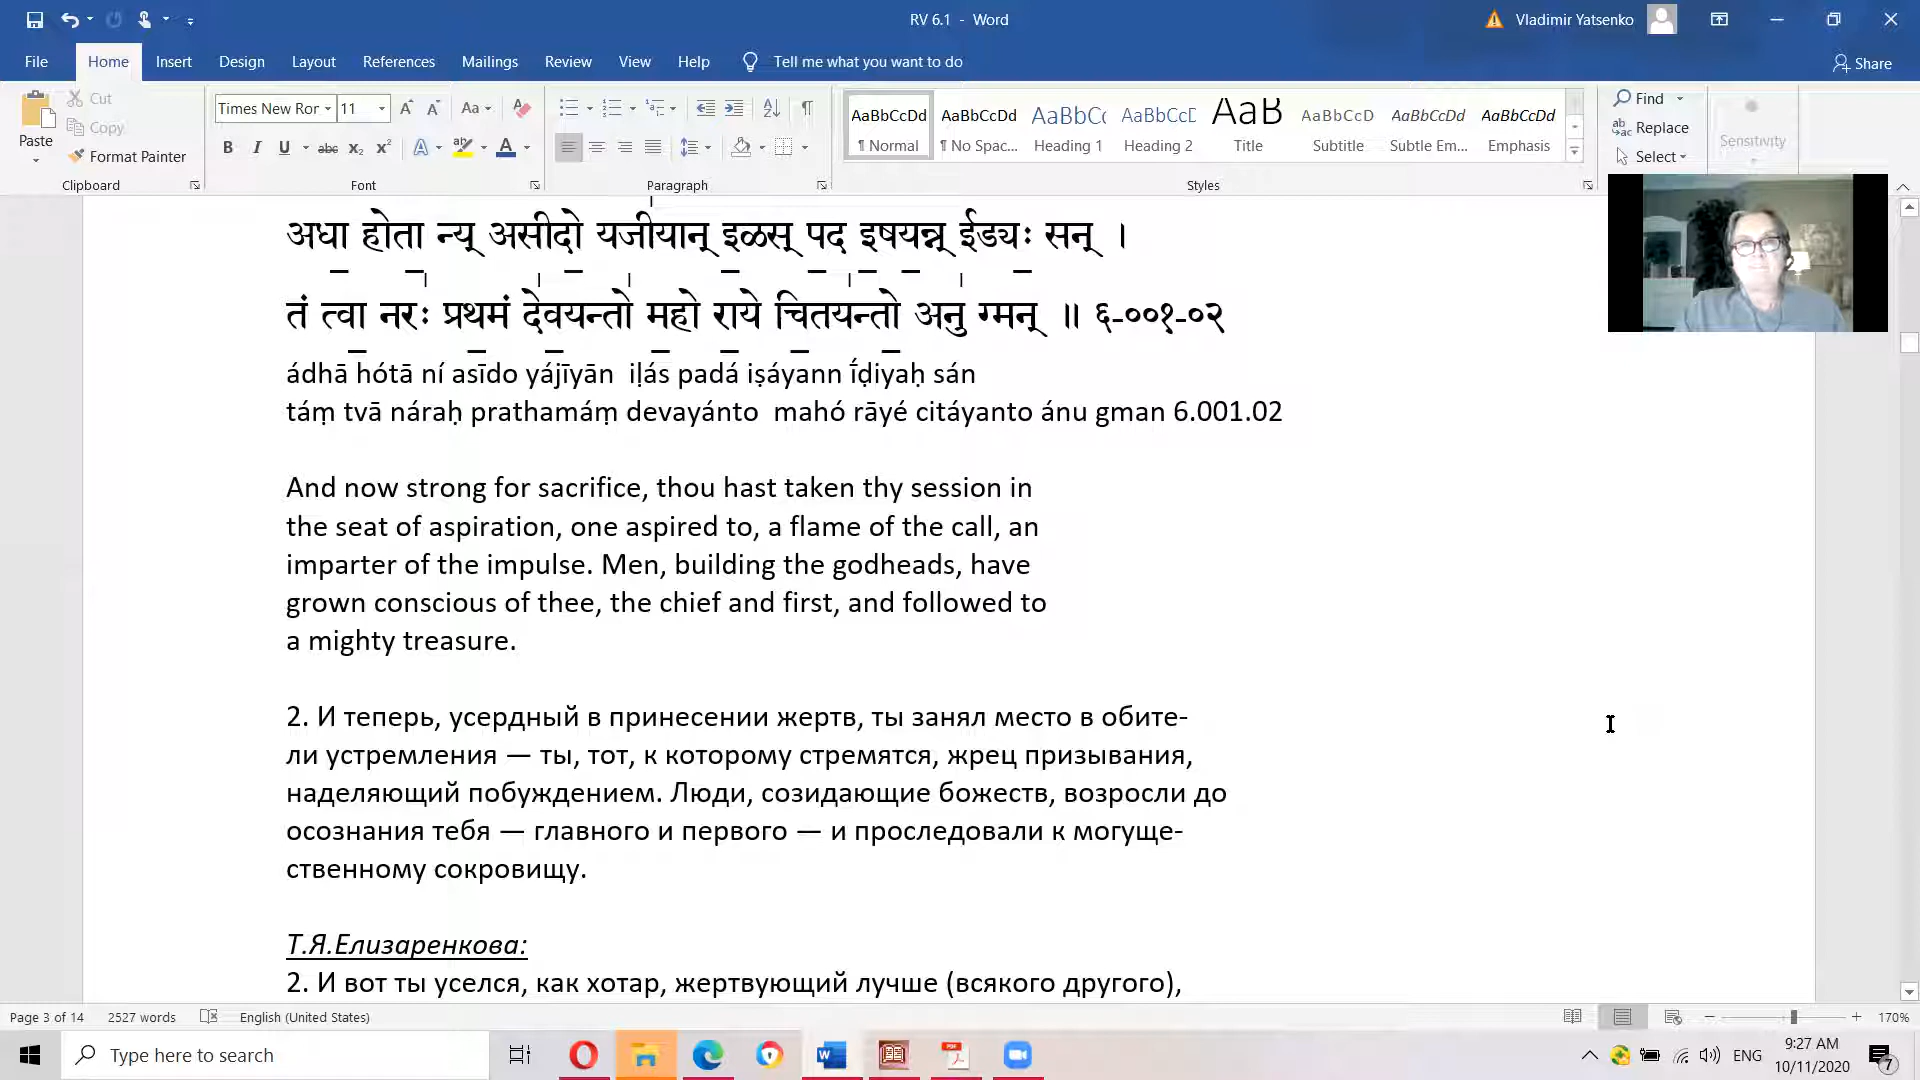 RV 6.1 - Word
Vladimir Yatsenko
File Home Insert Design Layout References Mailings Review View Help Tell me what you want to do Share
Paste
Cut
Copy
Format Painter
Clipboard
Times New Ror 11
Font
Paragraph
AaBbCcDd AaBbCcDd AaBbCc AaBbCcE AaB AaBbCcD AaBbCcDd AaBbCcDd
¶ Normal ¶ No Spac... Heading 1 Heading 2 Title Subtitle Subtle Em... Emphasis
Styles
Find
Replace
Select
Sensitivity
अधा होता न्य् असीदो यजीयान् इळस् पद इषयन्न् ईड्यः सन् ।
तं त्वा नरः प्रथमं देवयन्तो महो राये चितयन्तो अनु ग्मन् ॥ ६-००१-०२
ádhā hótā ní asīdo yájīyān iḷás padá iṣáyann ī́ḍiyaḥ sán
táṃ tvā náraḥ prathamáṃ devayánto mahó rāyé citáyanto ánu gman 6.001.02
And now strong for sacrifice, thou hast taken thy session in
the seat of aspiration, one aspired to, a flame of the call, an
imparter of the impulse. Men, building the godheads, have
grown conscious of thee, the chief and first, and followed to
a mighty treasure.
2. И теперь, усердный в принесении жертв, ты занял место в обите-
ли устремления — ты, тот, к которому стремятся, жрец призывания,
наделяющий побуждением. Люди, созидающие божеств, возросли до
осознания тебя — главного и первого — и проследовали к могуще-
ственному сокровищу.
Т.Я.Елизаренкова:
2. И вот ты уселся, как хотар, жертвующий лучше (всякого другого),
Page 3 of 14 2527 words English (United States) 170%
Type here to search
ENG
9:27 AM
10/11/2020
7